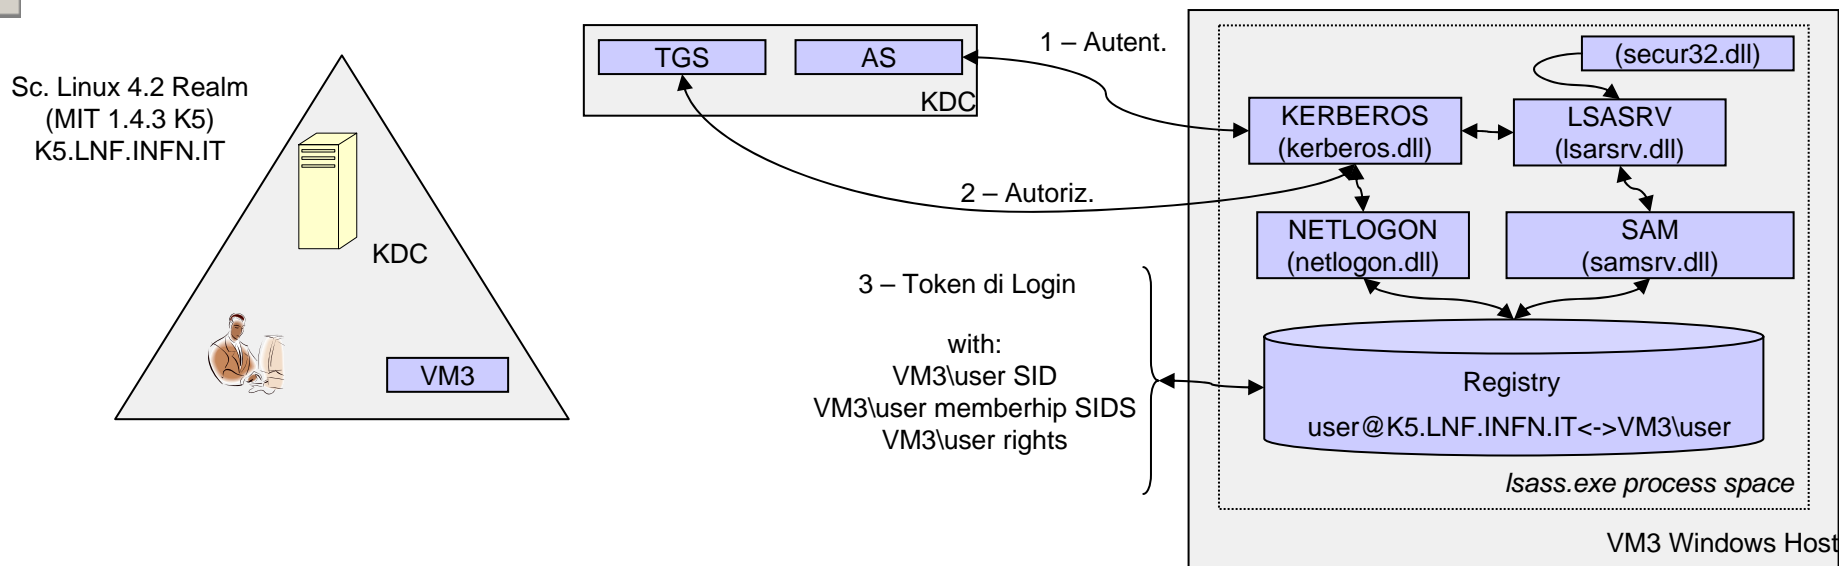 Sc. Linux 4.2 Realm
(MIT 1.4.3 K5)
K5.LNF.INFN.IT
KDC
VM3
TGS
AS
KDC
1 – Autent.
2 – Autoriz.
3 – Token di Login
with:
VM3\user SID
VM3\user memberhip SIDS
VM3\user rights
(secur32.dll)
KERBEROS
(kerberos.dll)
LSASRV
(lsarsrv.dll)
NETLOGON
(netlogon.dll)
SAM
(samsrv.dll)
Registry
user@K5.LNF.INFN.IT<->VM3\user
lsass.exe process space
VM3 Windows Host